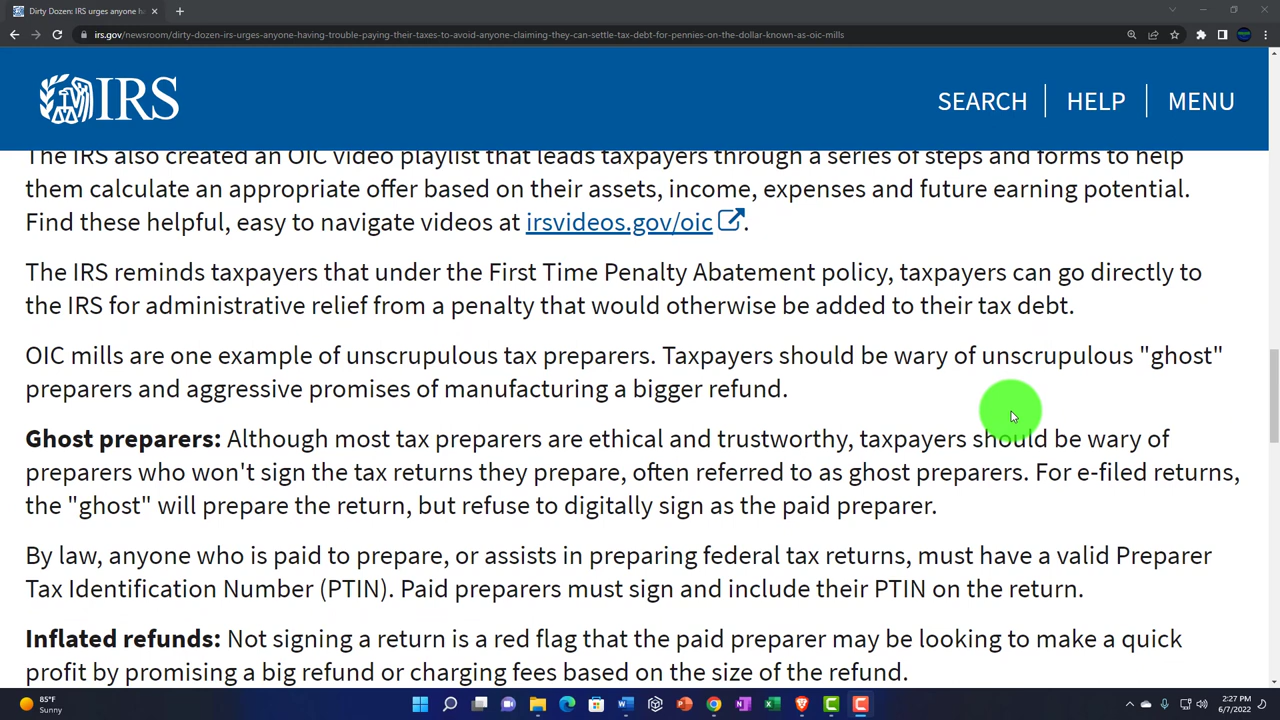 Dirty Dozen: IRS urges anyone ha
irs.gov/newsroom/dirty-dozen-irs-urges-anyone-having-trouble-paying-their-taxes-to-avoid-anyone-claiming-they-can-settle-tax-debt-for-pennies-on-the-dollar-known-as-oic-mills
IRS
SEARCH HELP MENU
The IRS also created an OIC video playlist that leads taxpayers through a series of steps and forms to help
them calculate an appropriate offer based on their assets, income, expenses and future earning potential.
Find these helpful, easy to navigate videos at irsvideos.gov/oic.
The IRS reminds taxpayers that under the First Time Penalty Abatement policy, taxpayers can go directly to
the IRS for administrative relief from a penalty that would otherwise be added to their tax debt.
OIC mills are one example of unscrupulous tax preparers. Taxpayers should be wary of unscrupulous "ghost"
preparers and aggressive promises of manufacturing a bigger refund.
Ghost preparers: Although most tax preparers are ethical and trustworthy, taxpayers should be wary of
preparers who won't sign the tax returns they prepare, often referred to as ghost preparers. For e-filed returns,
the "ghost" will prepare the return, but refuse to digitally sign as the paid preparer.
By law, anyone who is paid to prepare, or assists in preparing federal tax returns, must have a valid Preparer
Tax Identification Number (PTIN). Paid preparers must sign and include their PTIN on the return.
Inflated refunds: Not signing a return is a red flag that the paid preparer may be looking to make a quick
profit by promising a big refund or charging fees based on the size of the refund.
85°F
Sunny
2:27 PM
6/7/2022